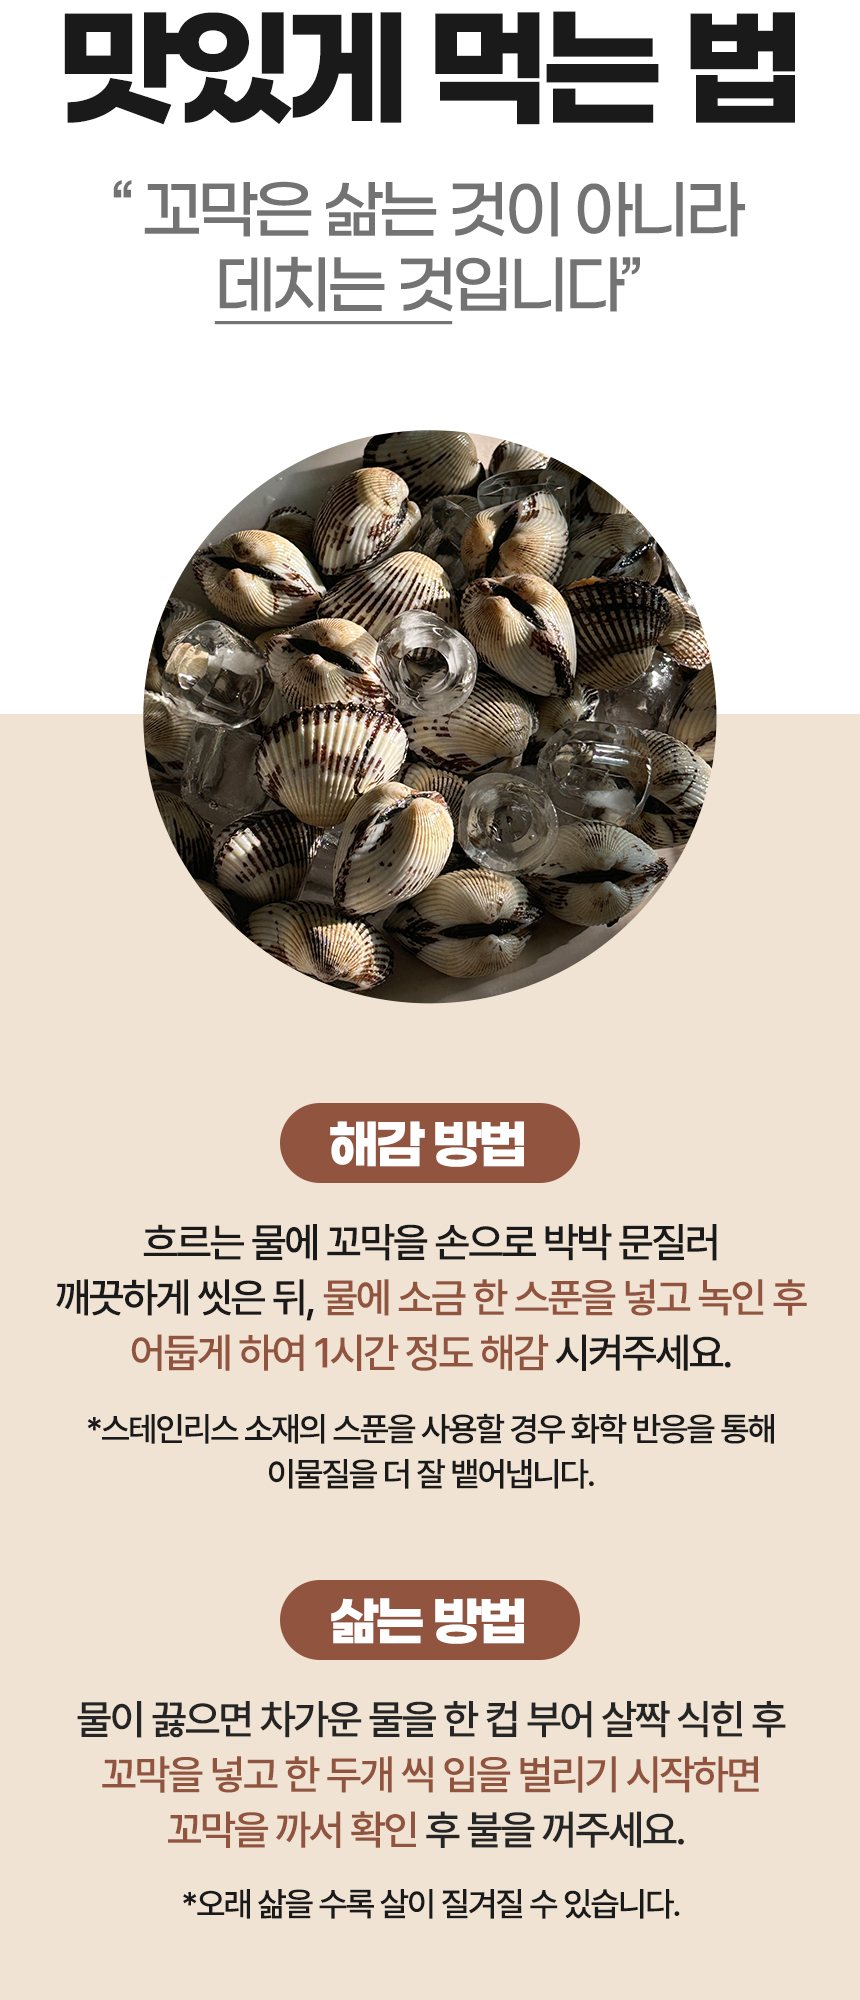 맛있게 먹는 법
“ 꼬막은 삶는 것이 아니라
데치는 것입니다”
해감 방법
흐르는 물에 꼬막을 손으로 박박 문질러
깨끗하게 씻은 뒤, 물에 소금 한 스푼을 넣고 녹인 후
어둡게 하여 1시간 정도 해감 시켜주세요.
*스테인리스 소재의 스푼을 사용할 경우 화학 반응을 통해
이물질을 더 잘 뱉어냅니다.
삶는 방법
물이 끓으면 차가운 물을 한 컵 부어 살짝 식힌 후
꼬막을 넣고 한 두개 씩 입을 벌리기 시작하면
꼬막을 까서 확인 후 불을 꺼주세요.
*오래 삶을 수록 살이 질겨질 수 있습니다.